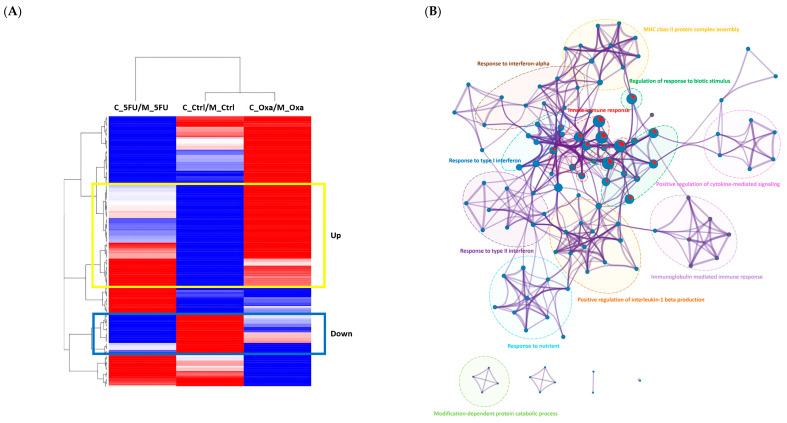 (A)
C_5FU/M_5FU C_Ctrl/M_Ctrl C_Oxa/M_Oxa
Up
Down
(B)
MHC class II protein complex assembly
Response to interferon-alpha
Regulation of response to biotic stimulus
Innate immune response
Response to type I interferon
Positive regulation of cytokine-mediated signaling
Response to type II interferon
Immunoglobulin mediated immune response
Positive regulation of interleukin-1 beta production
Response to nutrient
Modification-dependent protein catabolic process